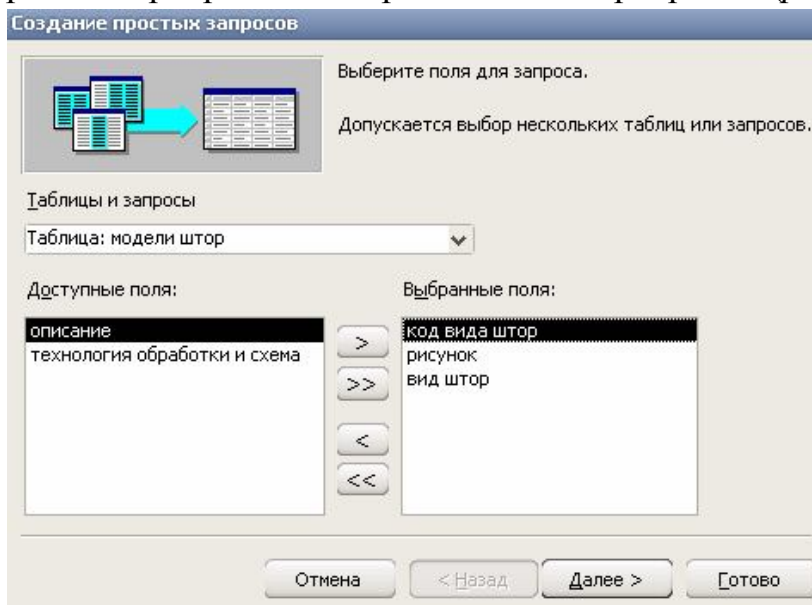 Создание простых запросов
Выберите поля для запроса.
Допускается выбор нескольких таблиц или запросов.
Таблицы и запросы
Таблица: модели штор
Доступные поля:
Выбранные поля:
описание
технология обработки и схема
>
>>
<
<<
код вида штор
рисунок
вид штор
Отмена
< Назад
Далее >
Готово